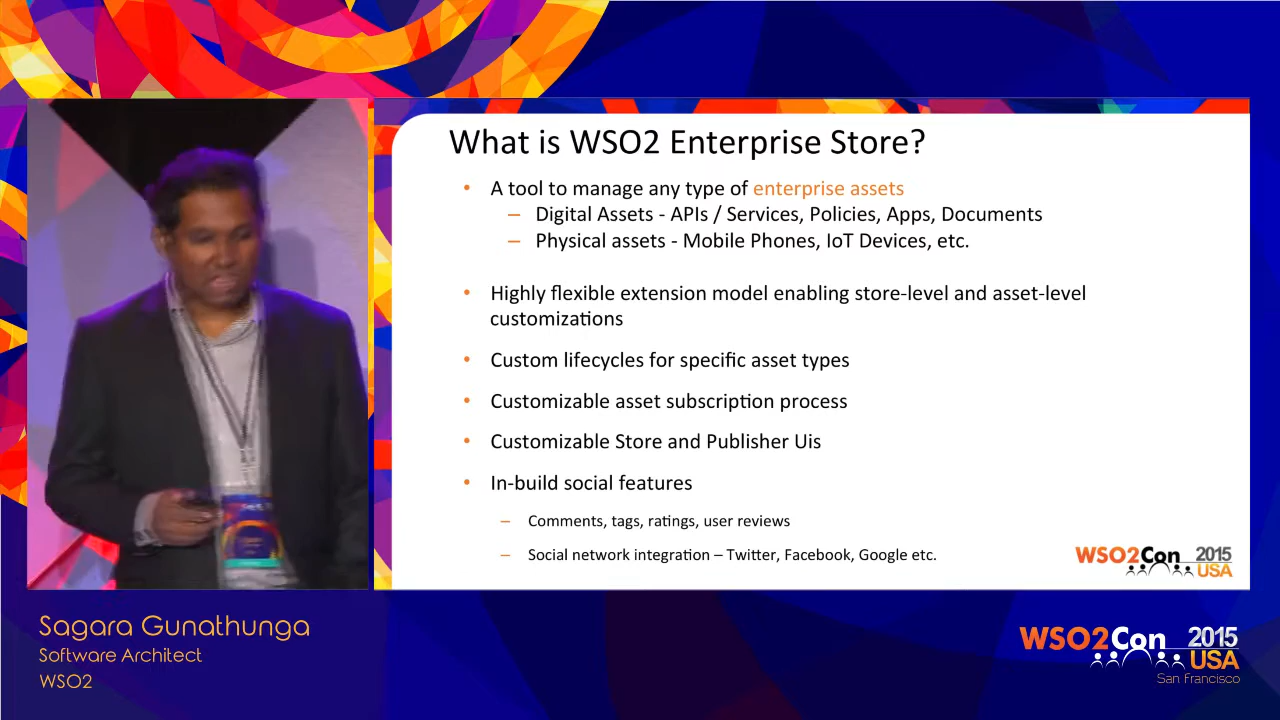 What is WSO2 Enterprise Store?
• A tool to manage any type of enterprise assets
– Digital Assets - APIs / Services, Policies, Apps, Documents
– Physical assets - Mobile Phones, IoT Devices, etc.
• Highly flexible extension model enabling store-level and asset-level
customizations
• Custom lifecycles for specific asset types
• Customizable asset subscription process
• Customizable Store and Publisher Uis
• In-build social features
– Comments, tags, ratings, user reviews
– Social network integration – Twitter, Facebook, Google etc.
WSO2Con 2015
USA
Sagara Gunathunga
Software Architect
WSO2
WSO2Con 2015
USA
San Francisco